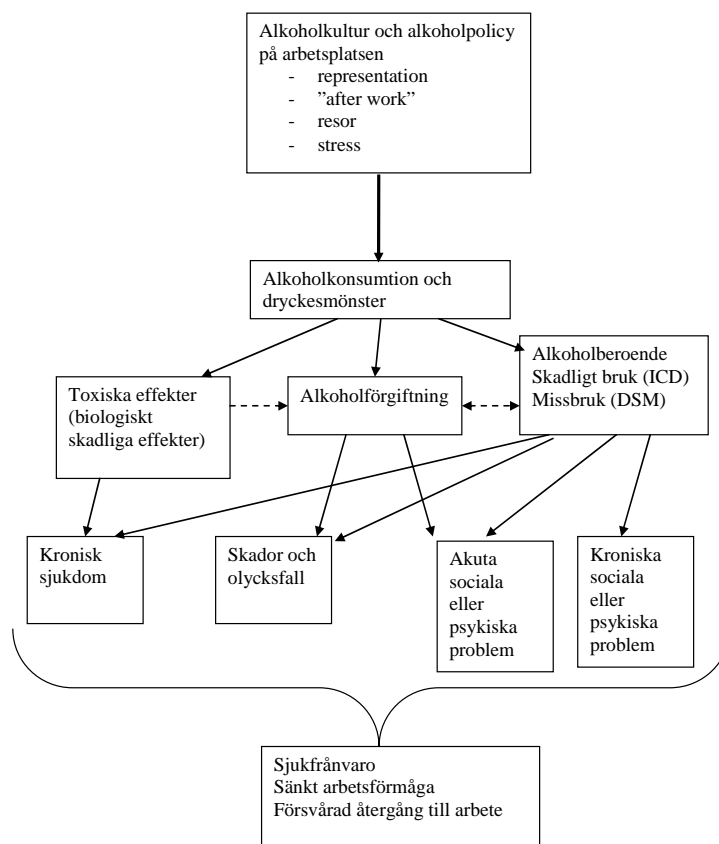 Alkoholkultur och alkoholpolicy
på arbetsplatsen
- representation
- ”after work”
- resor
- stress
Alkoholkonsumtion och
dryckesmönster
Toxiska effekter
(biologiskt
skadliga effekter)
Alkoholförgiftning
Alkoholberoende
Skadligt bruk (ICD)
Missbruk (DSM)
Kronisk
sjukdom
Skador och
olycksfall
Akuta
sociala
eller
psykiska
problem
Kroniska
sociala
eller
psykiska
problem
Sjukfrånvaro
Sänkt arbetsförmåga
Försvårad återgång till arbete